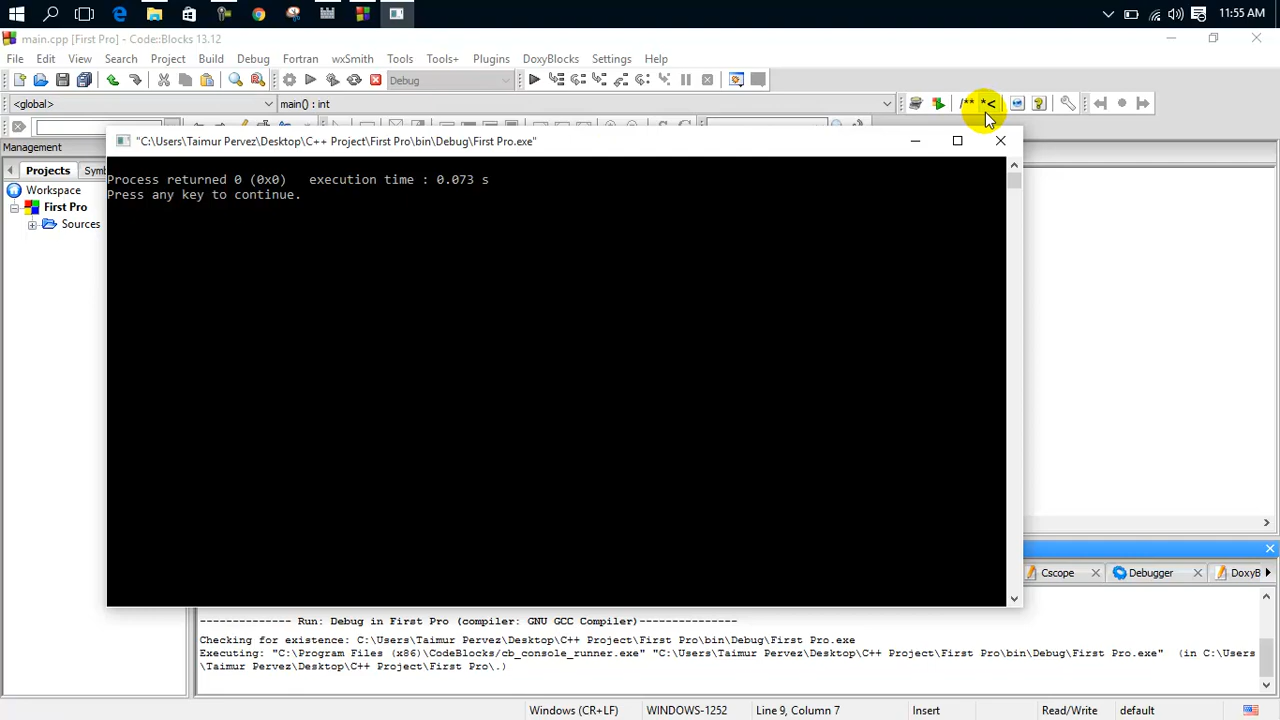 11:55 AM
main.cpp [First Pro] - Code::Blocks 13.12
File Edit View Search Project Build Debug Fortran wxSmith Tools Tools+ Plugins DoxyBlocks Settings Help
Debug
<global> main() : int /** *<
Management
"C:\Users\Taimur Pervez\Desktop\C++ Project\First Pro\bin\Debug\First Pro.exe"
Projects Syml
Process returned 0 (0x0) execution time : 0.073 s
Workspace
Press any key to continue.
First Pro
Sources
Cscope Debugger DoxyB
-------------- Run: Debug in First Pro (compiler: GNU GCC Compiler)---------------
Checking for existence: C:\Users\Taimur Pervez\Desktop\C++ Project\First Pro\bin\Debug\First Pro.exe
Executing: "C:\Program Files (x86)\CodeBlocks/cb_console_runner.exe" "C:\Users\Taimur Pervez\Desktop\C++ Project\First Pro\bin\Debug\First Pro.exe" (in C:\Users
\Taimur Pervez\Desktop\C++ Project\First Pro\.)
Windows (CR+LF) WINDOWS-1252 Line 9, Column 7 Insert Read/Write default